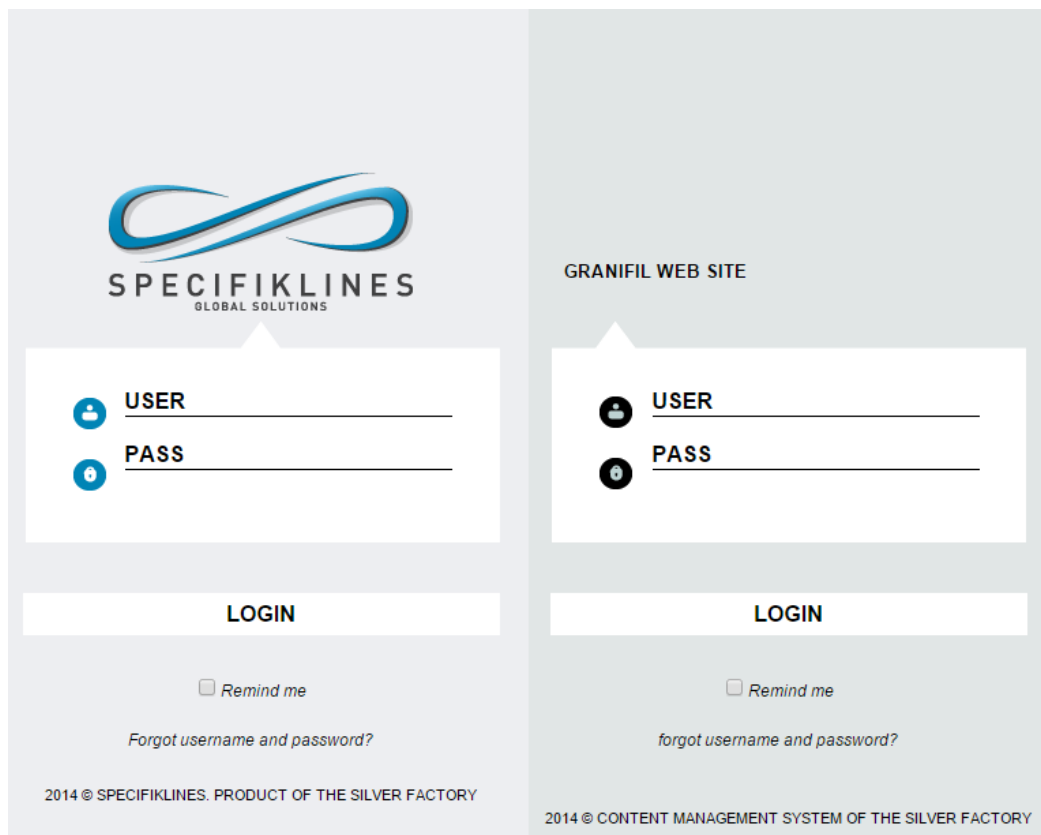 SPECIFIKLINES
GLOBAL SOLUTIONS
USER
PASS
LOGIN
Remind me
Forgot username and password?
2014 © SPECIFIKLINES. PRODUCT OF THE SILVER FACTORY
GRANIFIL WEB SITE
USER
PASS
LOGIN
Remind me
forgot username and password?
2014 © CONTENT MANAGEMENT SYSTEM OF THE SILVER FACTORY